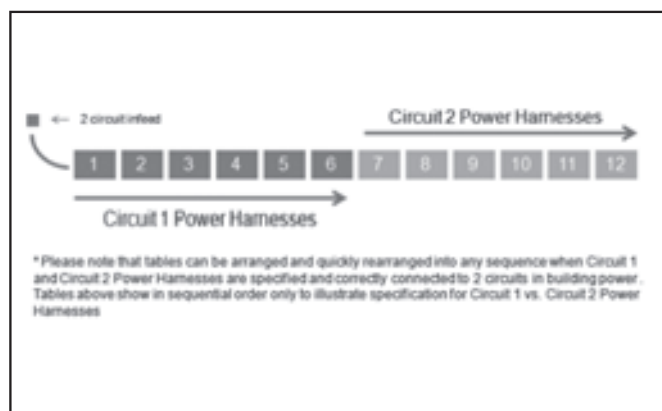 2 circuit infeed
Circuit 2 Power Harnesses
1 2 3 4 5 6 7 8 9 10 11 12
Circuit 1 Power Harnesses
* Please note that tables can be arranged and quickly rearranged into any sequence when Circuit 1
and Circuit 2 Power Harnesses are specified and correctly connected to 2 circuits in building power.
Tables above show in sequential order only to illustrate specification for Circuit 1 vs. Circuit 2 Power
Harnesses